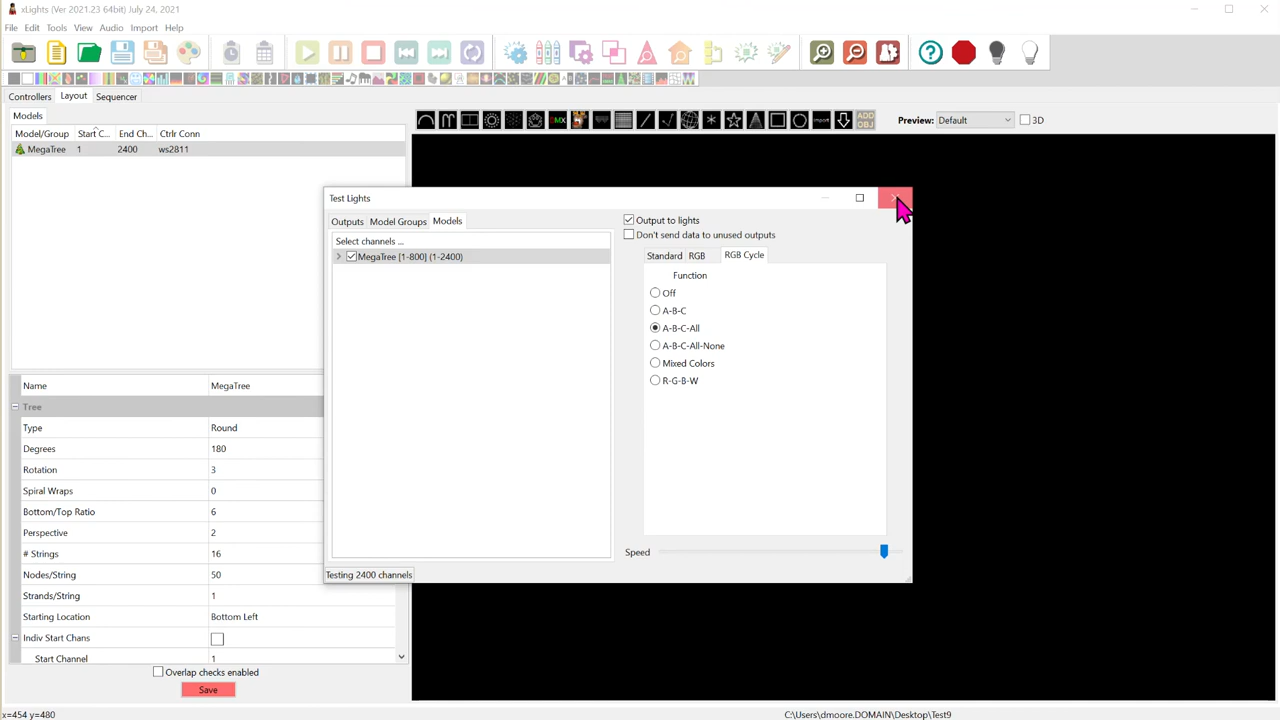 xLights (Ver 2021.23 64bit) July 24, 2021
File Edit Tools View Audio Import Help
Controllers Layout Sequencer
Models
Model/Group Start C... End Ch... Ctrlr Conn
MegaTree 1 2400 ws2811
DMX
import
ADD OBJ
Preview: Default 3D
Test Lights
Outputs Model Groups Models
Select channels ...
MegaTree [1-800] (1-2400)
Output to lights
Don't send data to unused outputs
Standard RGB RGB Cycle
Function
Off
A-B-C
A-B-C-All
A-B-C-All-None
Mixed Colors
R-G-B-W
Speed
Testing 2400 channels
Name MegaTree
Tree
Type Round
Degrees 180
Rotation 3
Spiral Wraps 0
Bottom/Top Ratio 6
Perspective 2
# Strings 16
Nodes/String 50
Strands/String 1
Starting Location Bottom Left
Indiv Start Chans
Start Channel 1
Overlap checks enabled
Save
x=454 y=480 C:\Users\dmoore.DOMAIN\Desktop\Test9